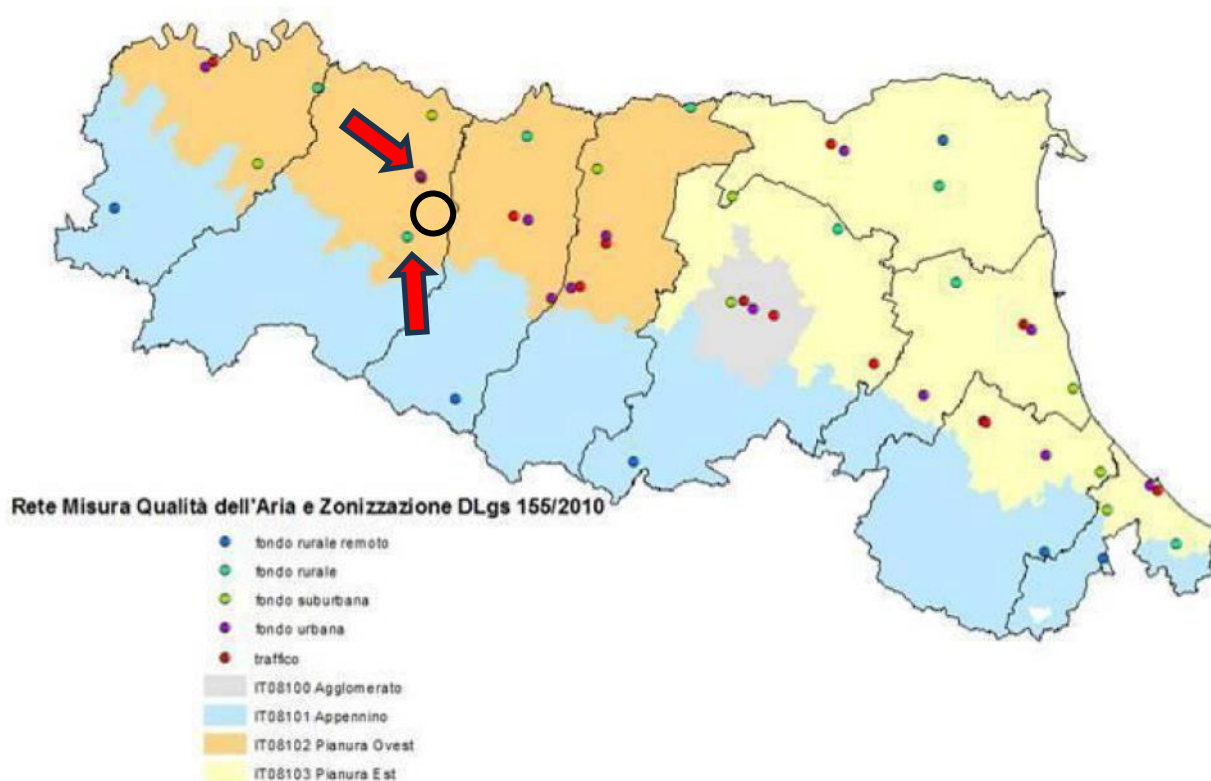 Rete Misura Qualità dell'Aria e Zonizzazione DLgs 155/2010
fondo rurale remoto
fondo rurale
fondo suburbana
fondo urbana
traffico
IT08100 Agglomerato
IT08101 Appennino
IT08102 Pianura Ovest
IT08103 Pianura Est